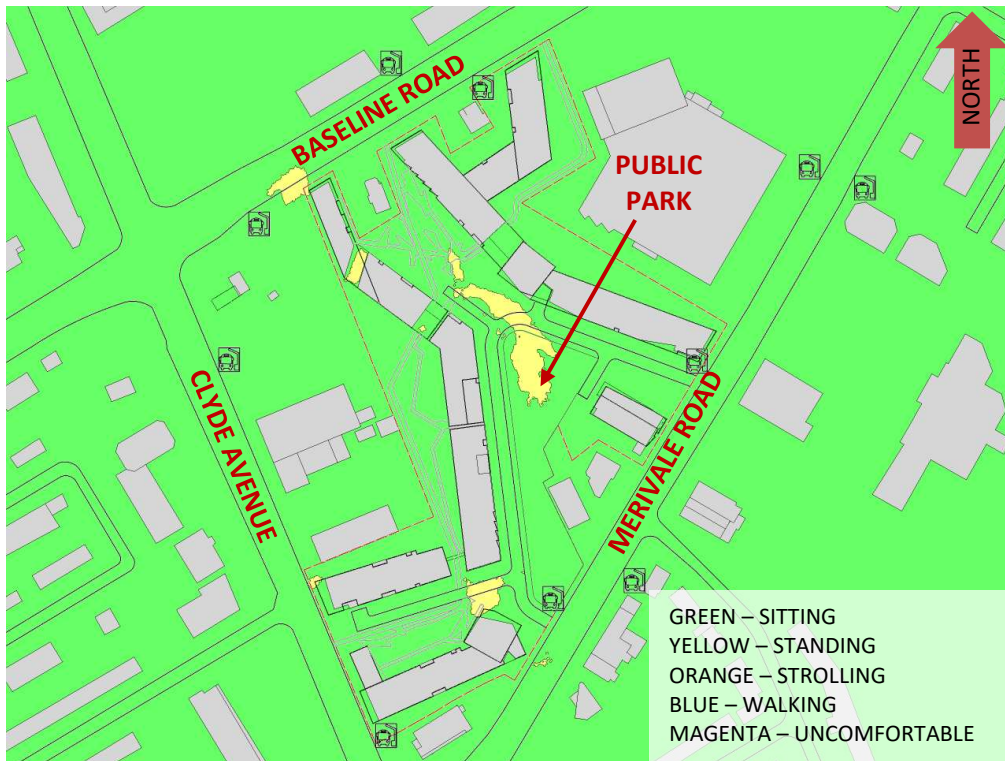 NORTH
BASELINE ROAD
PUBLIC
PARK
CLYDE AVENUE
MERIVALE ROAD
GREEN – SITTING
YELLOW – STANDING
ORANGE – STROLLING
BLUE – WALKING
MAGENTA – UNCOMFORTABLE